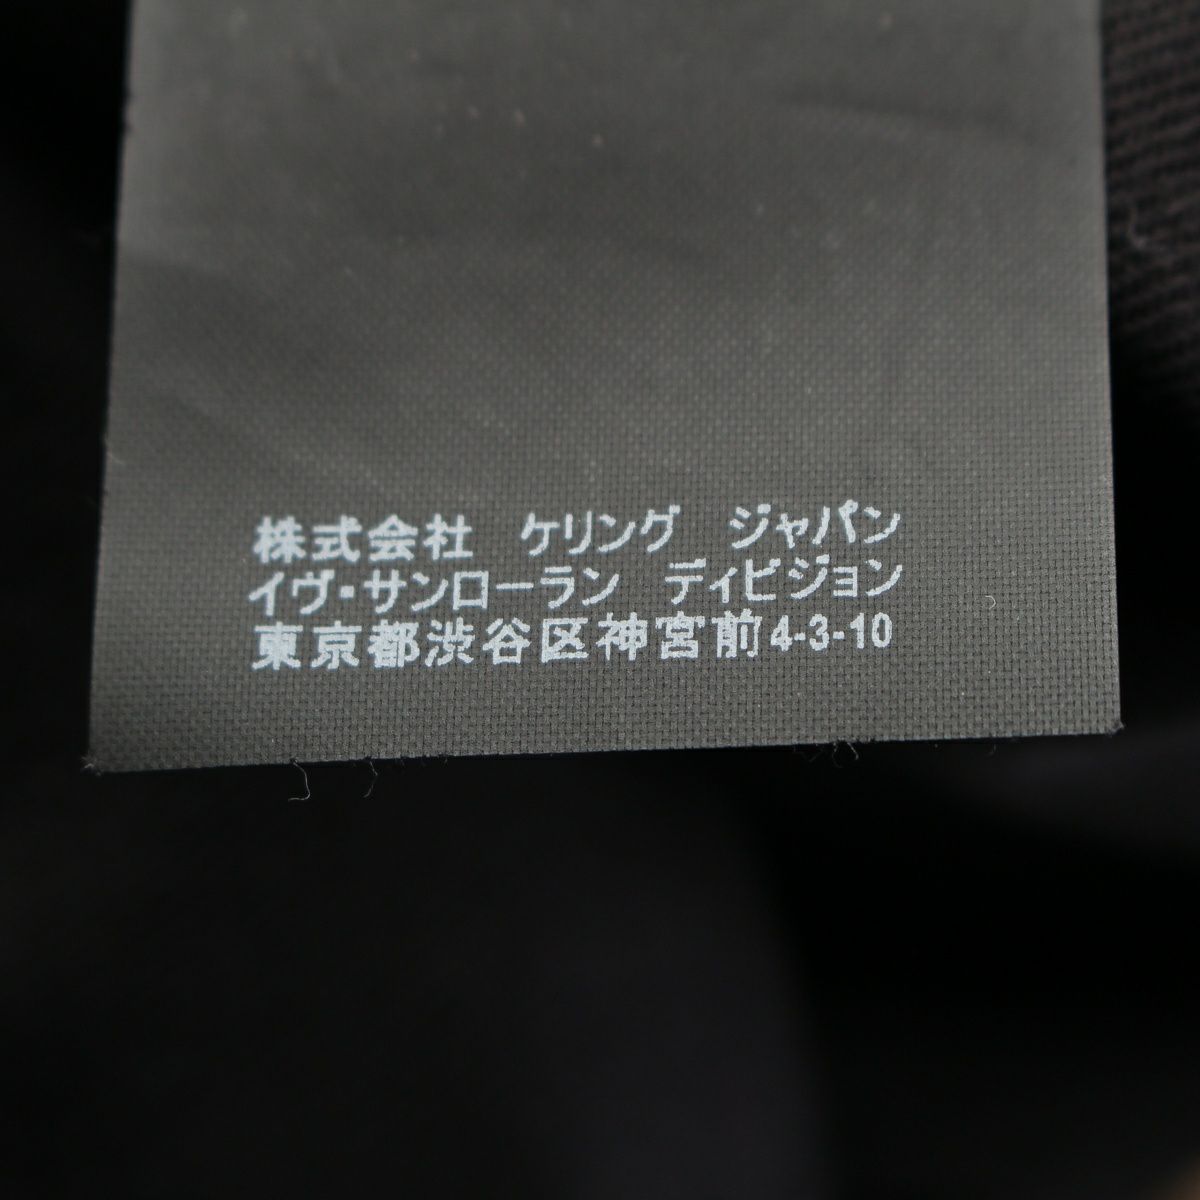 株式会社　ケリング　ジャパン
イヴ・サンローラン　ディビジョン
東京都渋谷区神宮前4-3-10